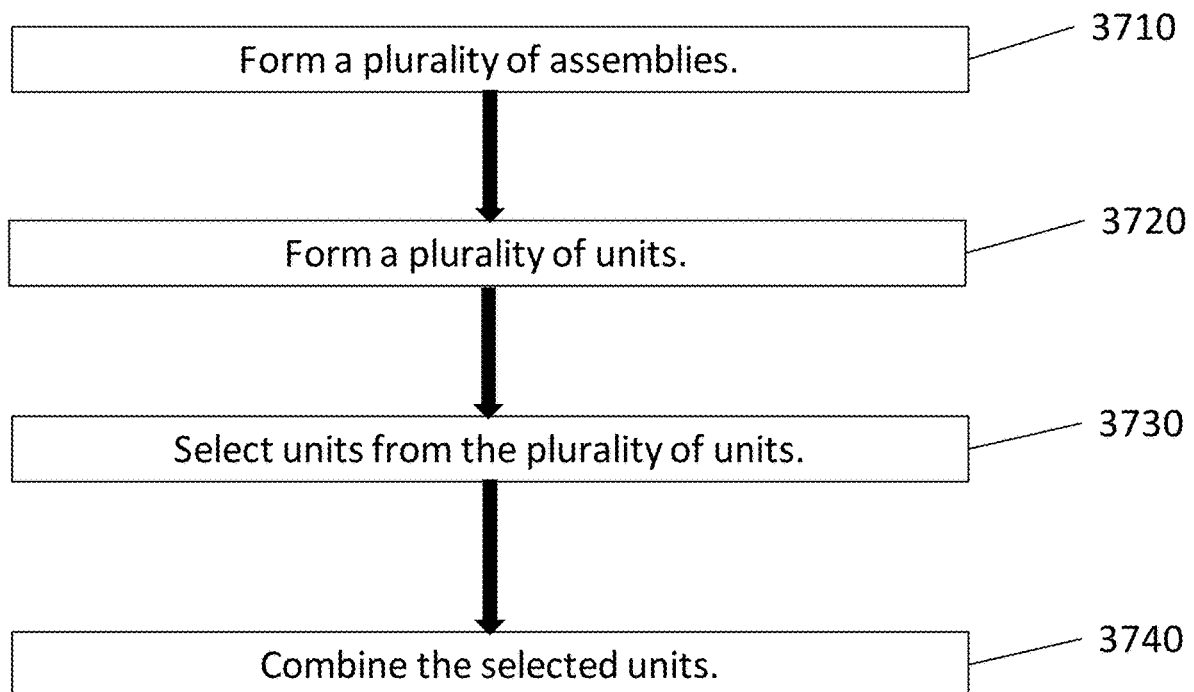 Form a plurality of assemblies.
3710
Form a plurality of units.
3720
Select units from the plurality of units.
3730
Combine the selected units.
3740